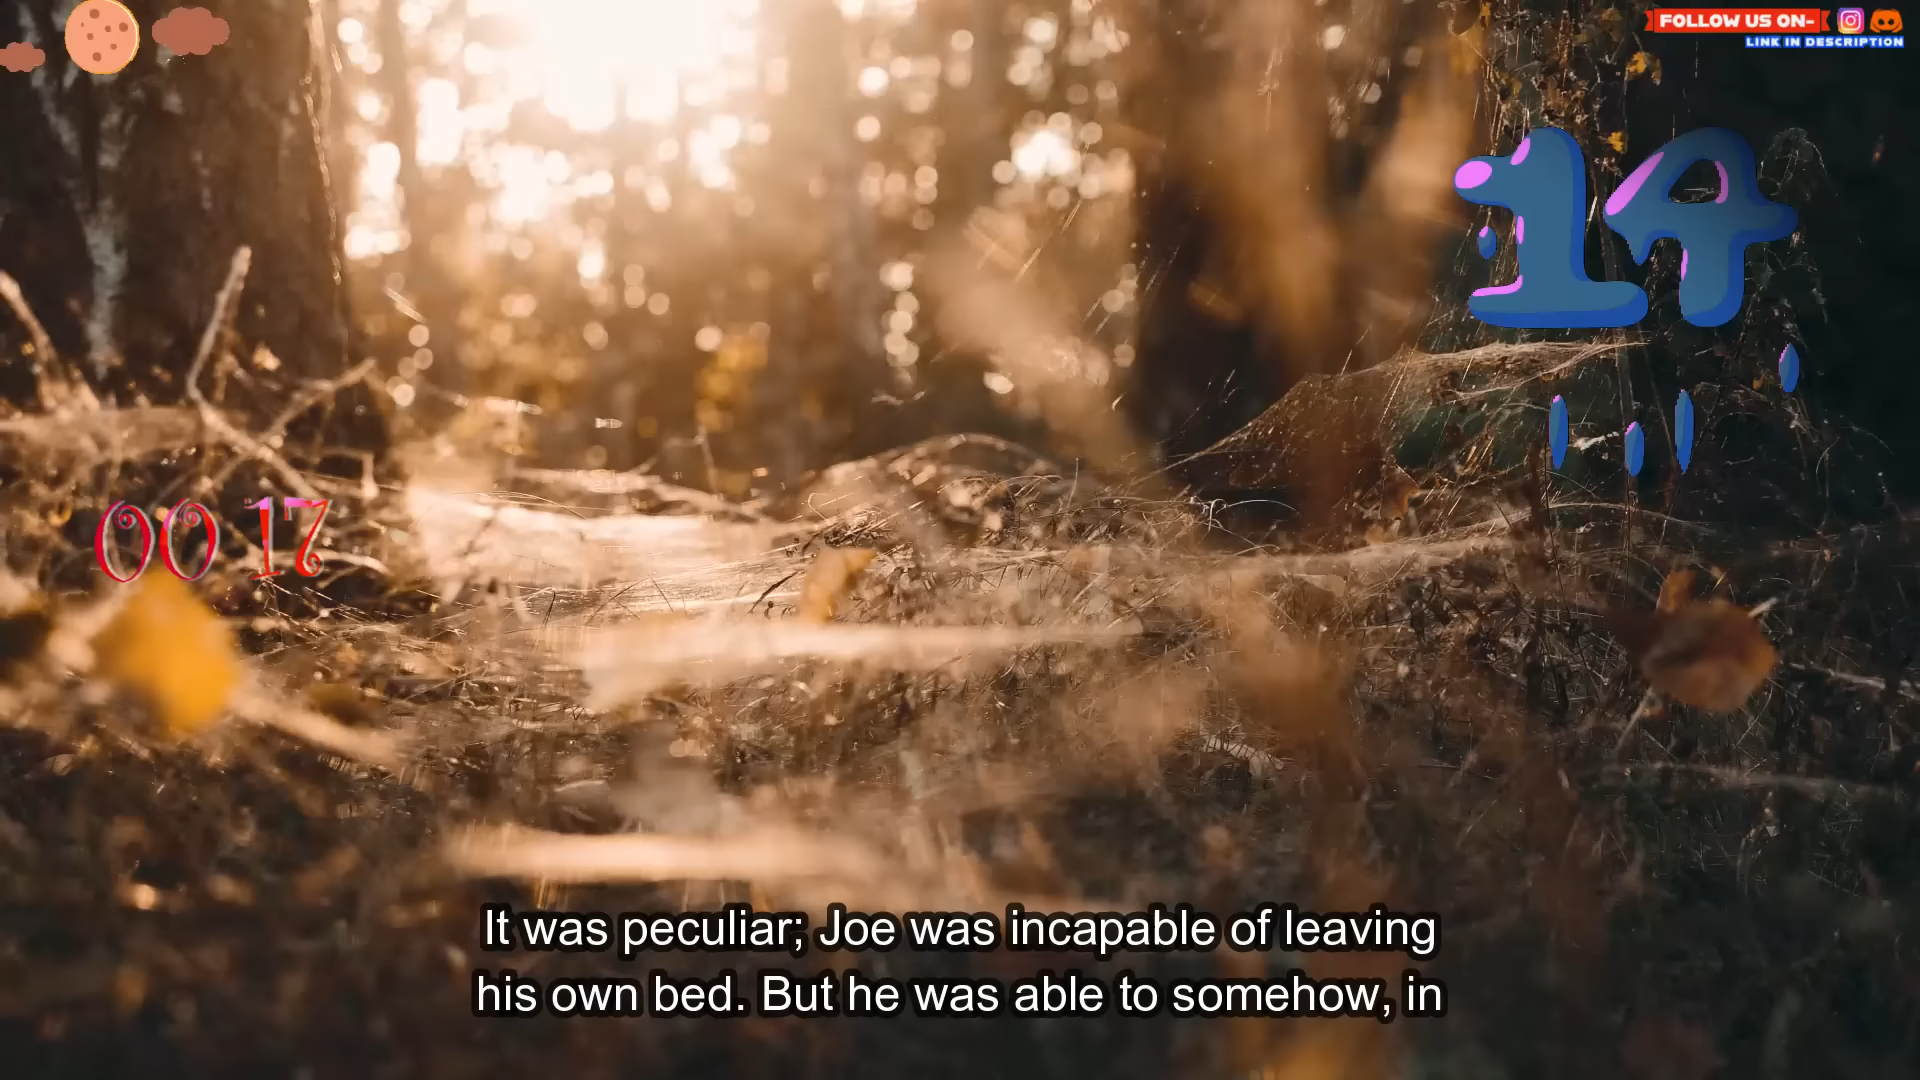 FOLLOW US ON-
LINK IN DESCRIPTION
14
00 17
It was peculiar; Joe was incapable of leaving
his own bed. But he was able to somehow, in